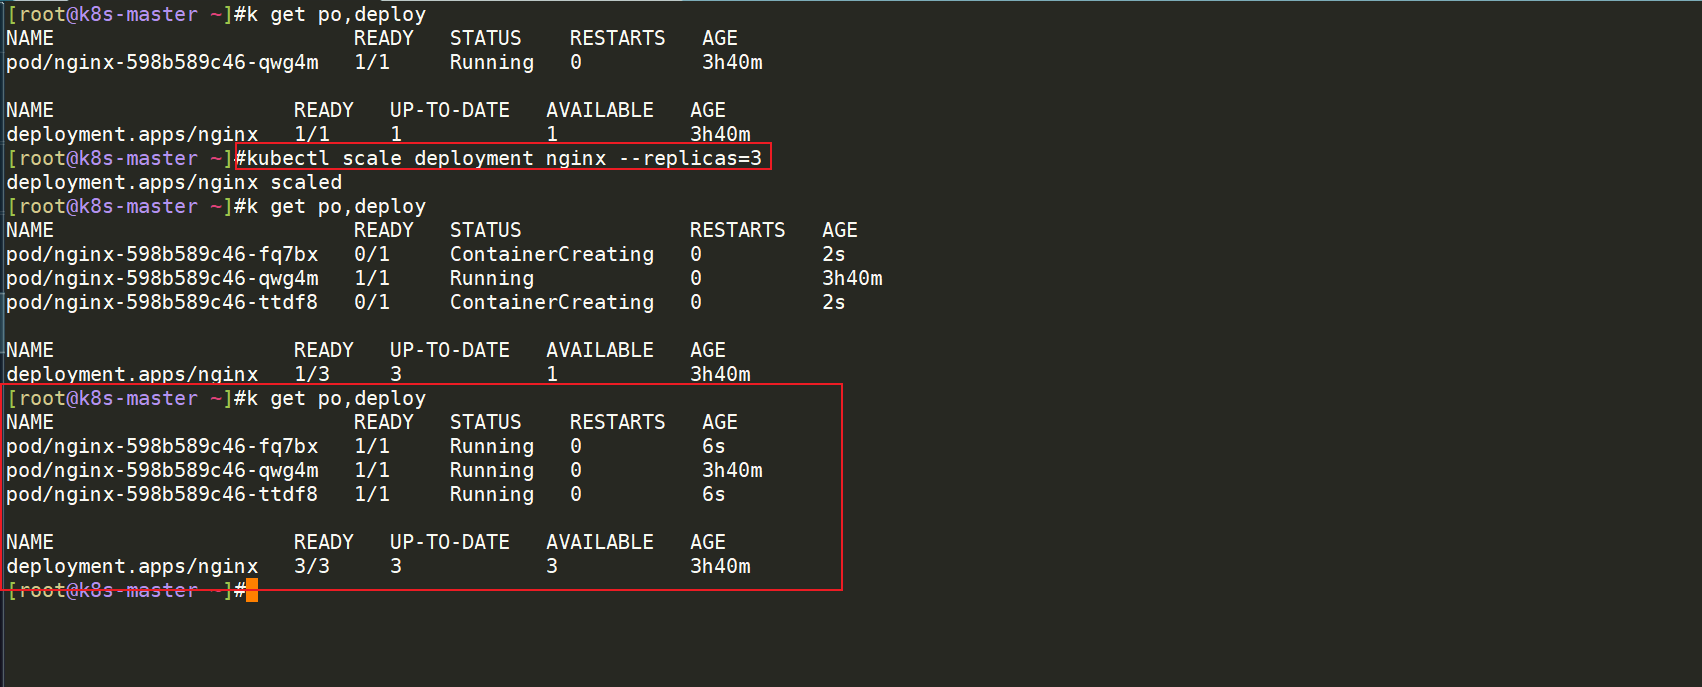 [root@k8s-master ~]#k get po,deploy
NAME                         READY   STATUS    RESTARTS   AGE
pod/nginx-598b589c46-qwg4m   1/1     Running   0          3h40m

NAME                    READY   UP-TO-DATE   AVAILABLE   AGE
deployment.apps/nginx   1/1     1            1           3h40m
[root@k8s-master ~]#kubectl scale deployment nginx --replicas=3
deployment.apps/nginx scaled
[root@k8s-master ~]#k get po,deploy
NAME                         READY   STATUS              RESTARTS   AGE
pod/nginx-598b589c46-fq7bx   0/1     ContainerCreating   0          2s
pod/nginx-598b589c46-qwg4m   1/1     Running             0          3h40m
pod/nginx-598b589c46-ttdf8   0/1     ContainerCreating   0          2s

NAME                    READY   UP-TO-DATE   AVAILABLE   AGE
deployment.apps/nginx   1/3     3            1           3h40m
[root@k8s-master ~]#k get po,deploy
NAME                         READY   STATUS    RESTARTS   AGE
pod/nginx-598b589c46-fq7bx   1/1     Running   0          6s
pod/nginx-598b589c46-qwg4m   1/1     Running   0          3h40m
pod/nginx-598b589c46-ttdf8   1/1     Running   0          6s

NAME                    READY   UP-TO-DATE   AVAILABLE   AGE
deployment.apps/nginx   3/3     3            3           3h40m
[root@k8s-master ~]#